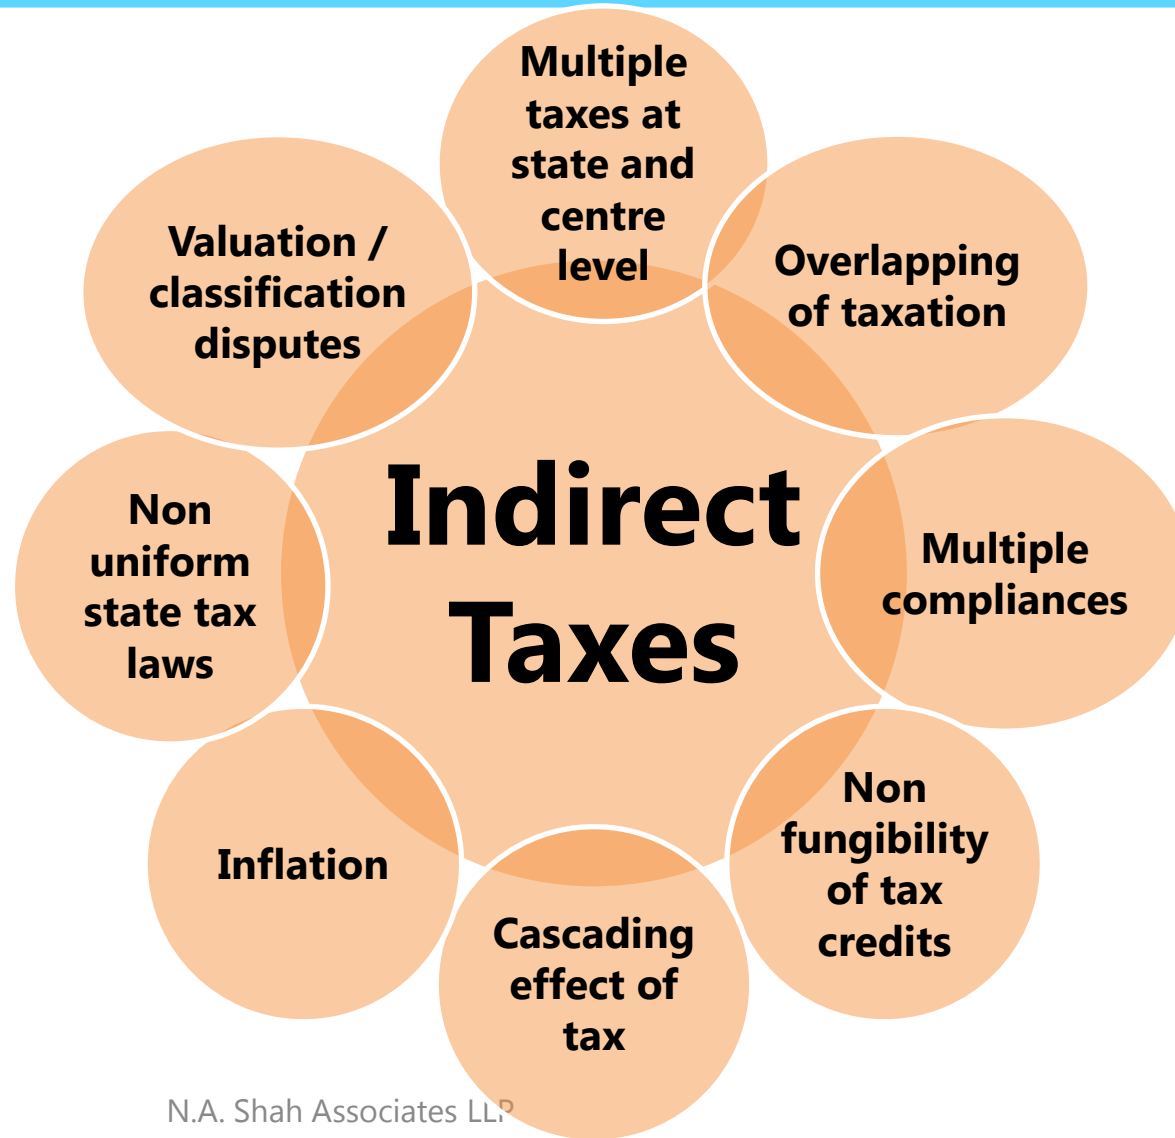 Multiple
taxes at
state and
centre
level
Overlapping
of taxation
Multiple
compliances
Non
fungibility
of tax
credits
Cascading
effect of
tax
Inflation
Non
uniform
state tax
laws
Valuation /
classification
disputes
Indirect
Taxes
N.A. Shah Associates LLP